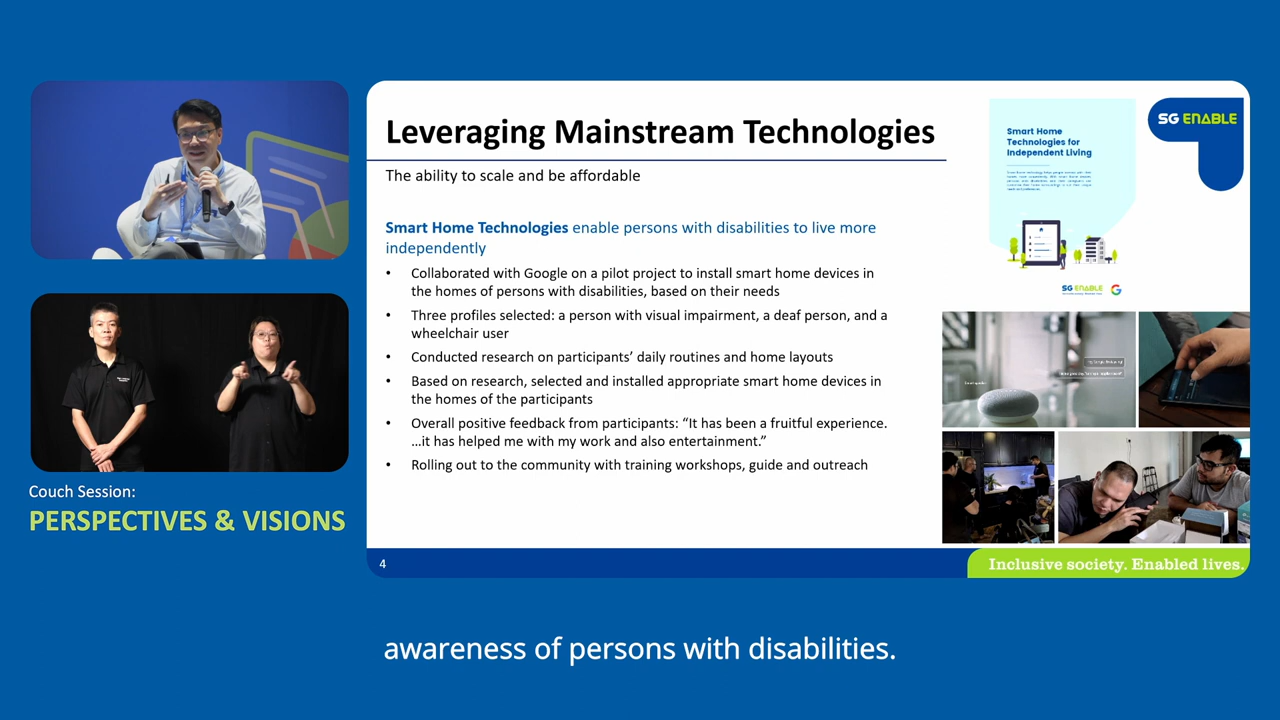 Leveraging Mainstream Technologies
The ability to scale and be affordable
Smart Home Technologies enable persons with disabilities to live more
independently
• Collaborated with Google on a pilot project to install smart home devices in
the homes of persons with disabilities, based on their needs
• Three profiles selected: a person with visual impairment, a deaf person, and a
wheelchair user
• Conducted research on participants’ daily routines and home layouts
• Based on research, selected and installed appropriate smart home devices in
the homes of the participants
• Overall positive feedback from participants: “It has been a fruitful experience.
…it has helped me with my work and also entertainment.”
• Rolling out to the community with training workshops, guide and outreach
Smart Home
Technologies for
Independent Living
SG ENABLE
SG ENABLE
4
Inclusive society. Enabled lives.
Couch Session:
PERSPECTIVES & VISIONS
awareness of persons with disabilities.